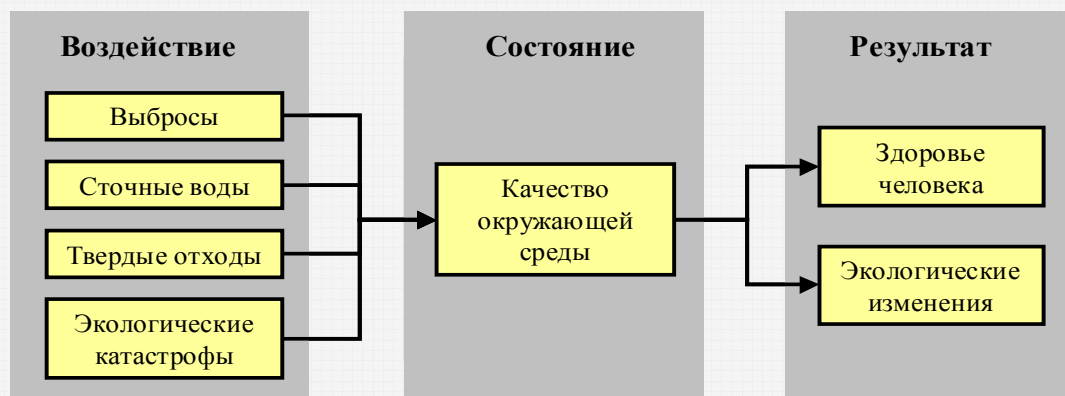 Воздействие
Выбросы
Сточные воды
Твердые отходы
Экологические
катастрофы
Состояние
Качество
окружающей
среды
Результат
Здоровье
человека
Экологические
изменения